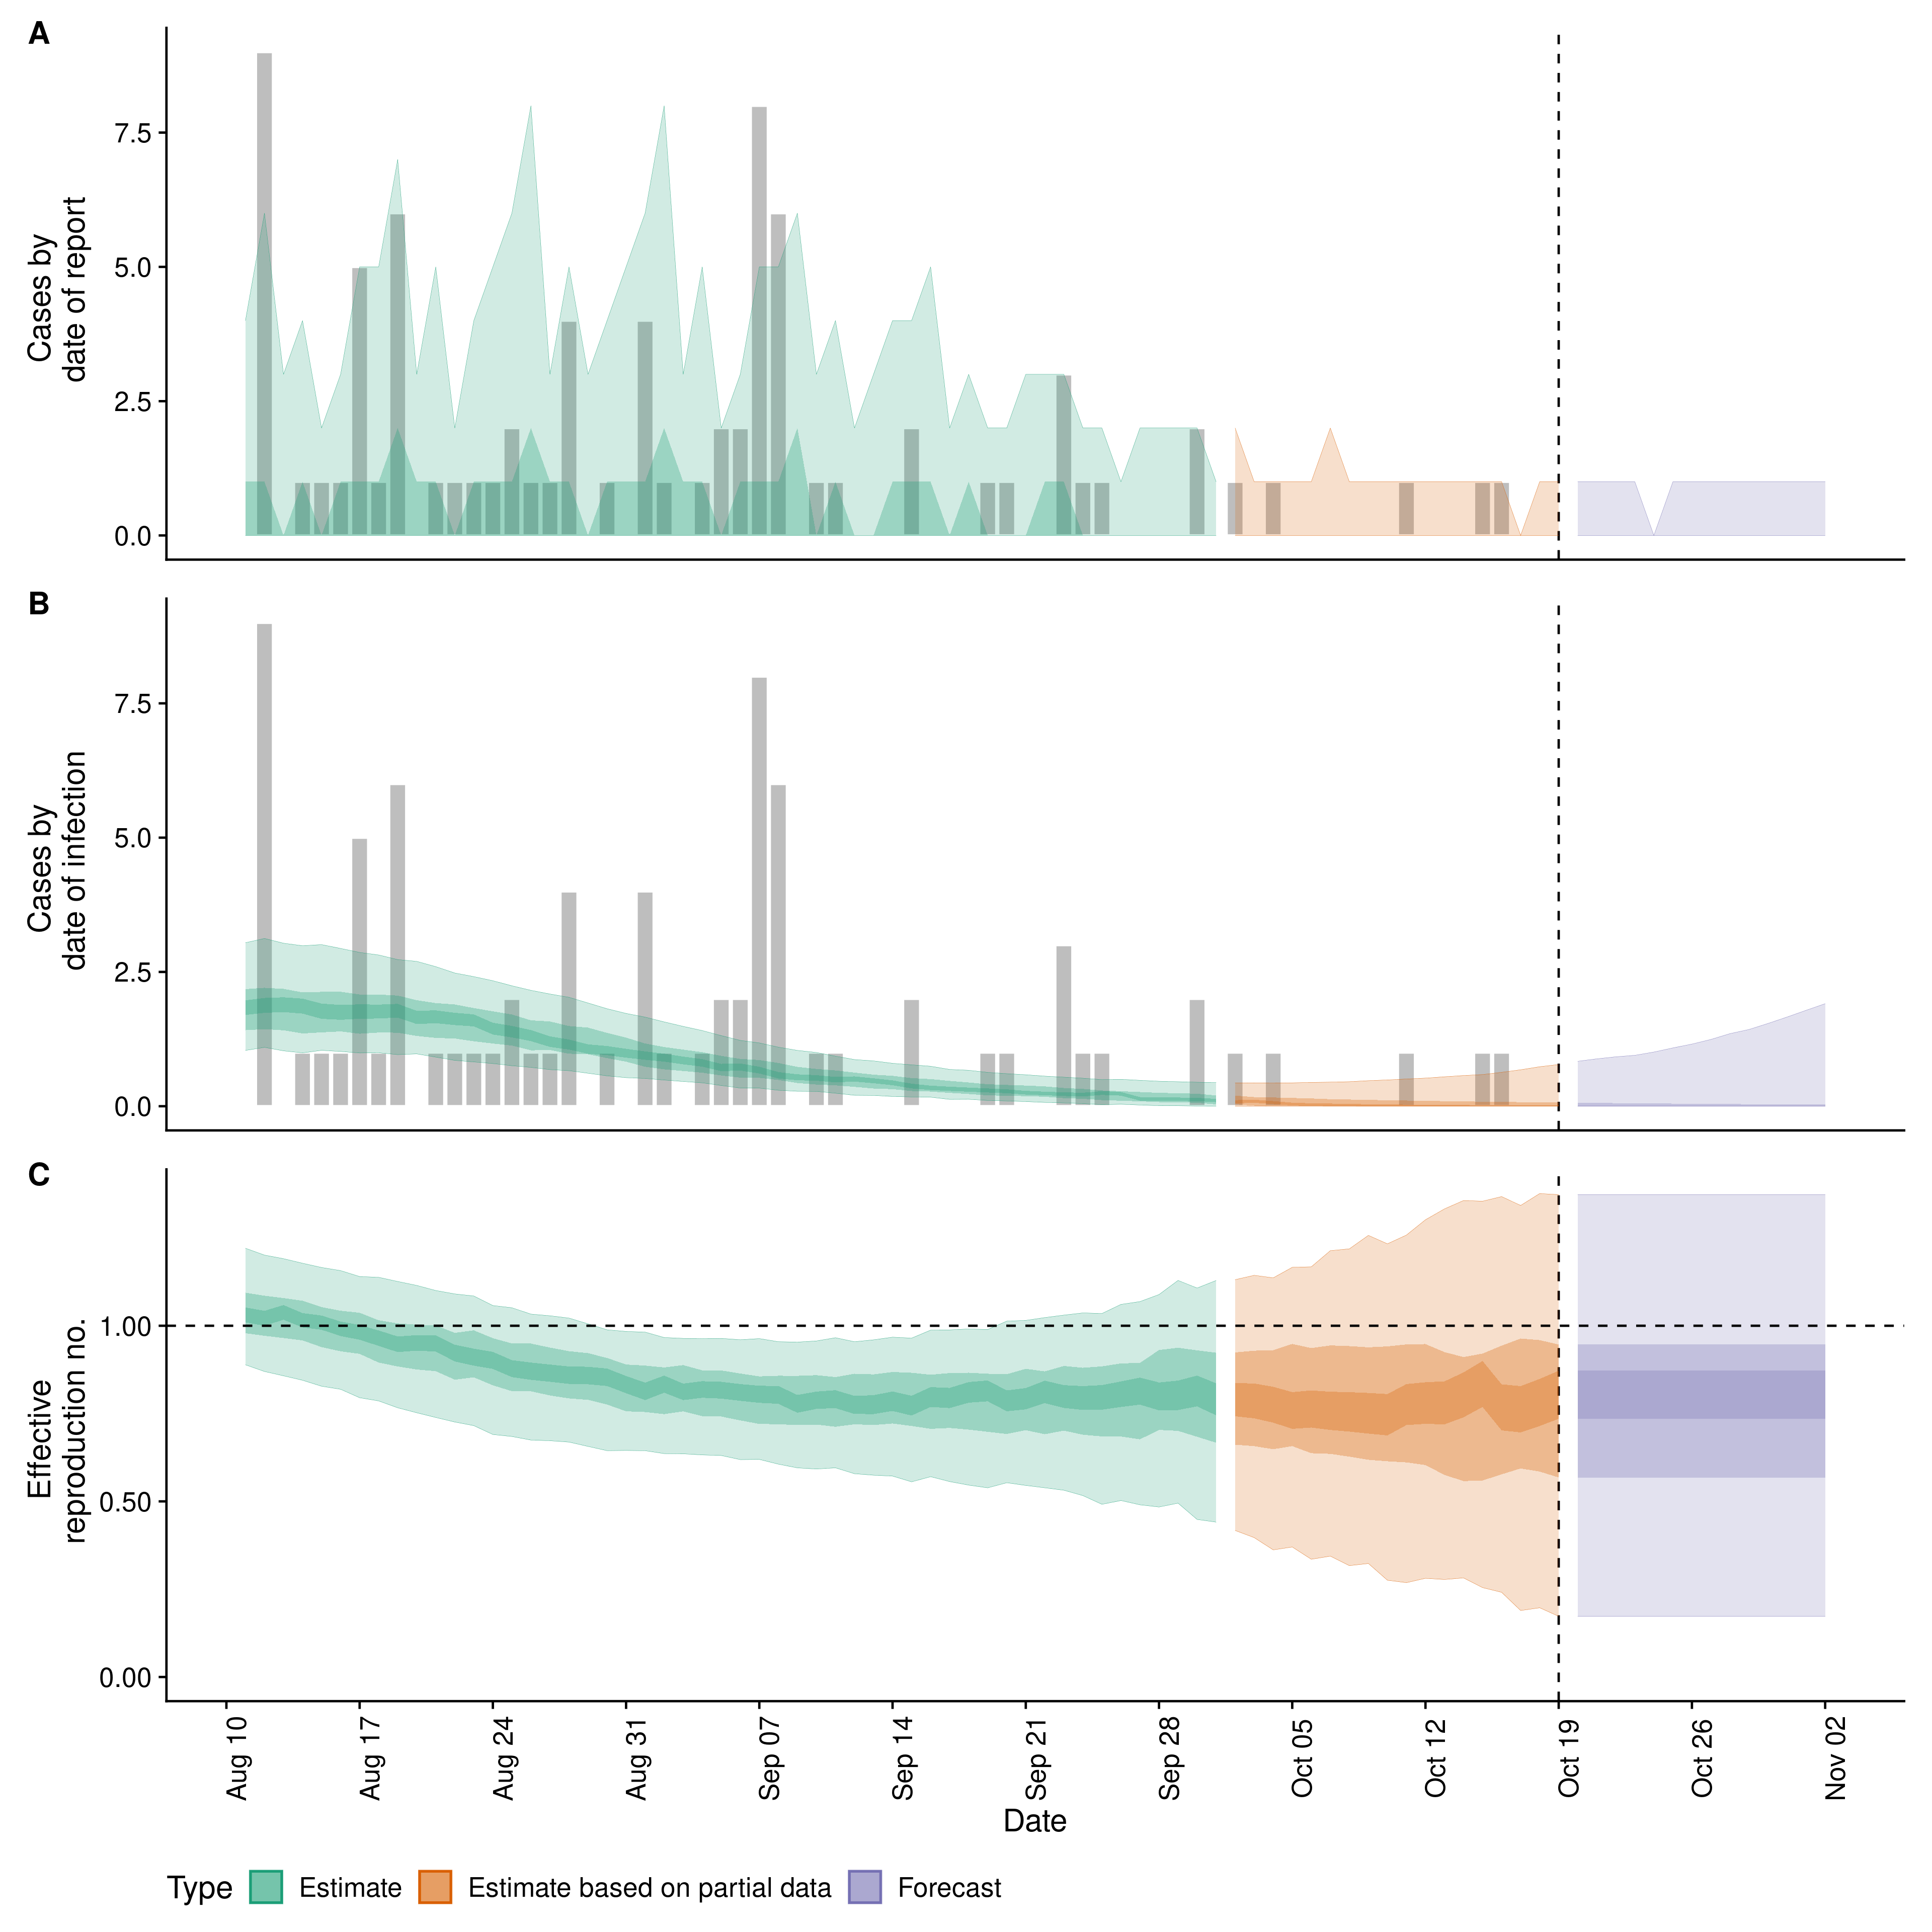 A
Cases by
date of report
7.5
5.0
2.5
0.0
B
Cases by
date of infection
7.5
5.0
2.5
0.0
C
Effective
reproduction no.
1.00
0.50
0.00
Aug 10
Aug 17
Aug 24
Aug 31
Sep 07
Sep 14
Sep 21
Sep 28
Oct 05
Oct 12
Oct 19
Oct 26
Nov 02
Date
Type Estimate Estimate based on partial data Forecast